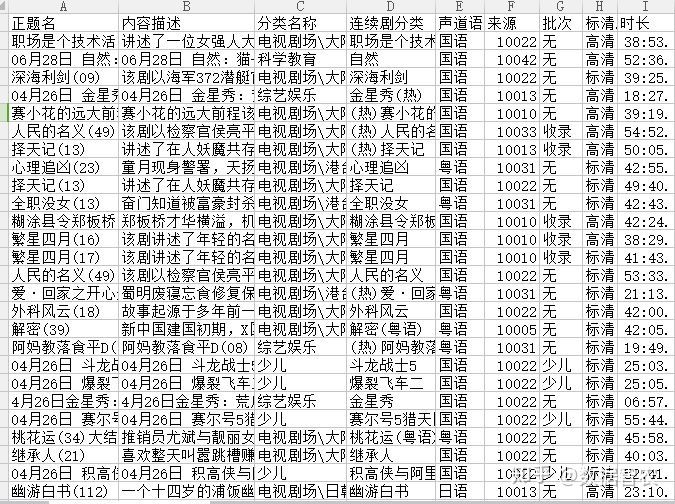 A B C D E F G H I
正题名 内容描述 分类名称 连续剧分类 声道语 来源 批次 标清 时长
职场是个技术活 讲述了一位女强人大 电视剧场\大陆 职场是个技术活 国语 10022 无 高清 38:53.
06月28日 自然： 06月28日 自然：猫 科学教育 自然 国语 10042 无 高清 52:36.
深海利剑(09) 该剧以海军372潜艇 电视剧场\大陆 深海利剑 国语 10022 无 标清 39:25.
04月26日 金星秀 04月26日 金星秀： 综艺娱乐 金星秀(热) 国语 10013 无 标清 18:27.
赛小花的远大前 赛小花的远大前程该 电视剧场\大陆 (热)赛小花的 国语 10010 无 高清 39:19.
人民的名义(49) 该剧以检察官侯亮平 电视剧场\大陆 (热)人民的名 国语 10033 收录 高清 54:52.
择天记(13) 讲述了在人妖魔共存 电视剧场\大陆 (热)择天记 国语 10013 收录 高清 50:05.
心理追凶(23) 童月现身警署，天扬 电视剧场\港台 心理追凶 粤语 10031 无 标清 42:55.
择天记(13) 讲述了在人妖魔共存 电视剧场\大陆 择天记 国语 10022 无 标清 49:40.
全职没女(13) 奋门知道被富豪封杀 电视剧场\港台 全职没女 粤语 10031 无 标清 42:43.
糊涂县令郑板桥 郑板桥才华横溢，机 电视剧场\大陆 糊涂县令郑板桥 国语 10010 收录 高清 42:24.
繁星四月(16) 该剧讲述了年轻的名 电视剧场\大陆 繁星四月 国语 10010 收录 高清 38:29.
繁星四月(17) 该剧讲述了年轻的名 电视剧场\大陆 繁星四月 国语 10010 收录 标清 41:43.
人民的名义(49) 该剧以检察官侯亮平 电视剧场\大陆 人民的名义 国语 10022 无 标清 53:33.
爱·回家之开心 蜀明废寝忘食修复保 电视剧场\港台 (热)爱·回家 粤语 10031 无 标清 21:13.
外科风云(18) 故事起源于多年前一 电视剧场\大陆 外科风云 国语 10022 无 标清 42:00.
解密(39) 新中国建国初期，X国 电视剧场\大陆 解密(粤语) 粤语 10005 无 标清 42:05.
阿妈教落食平D( 阿妈教落食平D(08) 综艺娱乐 (热)阿妈教落 粤语 10031 无 标清 19:49.
04月26日 斗龙战 04月26日 斗龙战士 少儿 斗龙战士5 国语 10022 少儿 标清 25:03.
04月26日 爆裂飞 04月26日 爆裂飞车 少儿 爆裂飞车二 国语 10022 少儿 标清 25:05.
4月26日金星秀： 4月26日金星秀：荒 综艺娱乐 金星秀 国语 10022 无 标清 06:57.
04月26日 赛尔号 04月26日 赛尔号5猎 少儿 赛尔号5猎天 国语 10022 少儿 标清 55:44.
桃花运(34)大结 推销员尤斌与靓丽女 电视剧场\大陆 桃花运(粤语) 粤语 10022 无 标清 45:58.
继承人(21) 喜欢整天叫嚣跳槽赚 电视剧场\大陆 继承人 国语 10022 无 标清 40:03.
04月26日 积高侠 04月26日 积高侠与 少儿 积高侠与阿里 国语
幽游白书(112) 一个十四岁的浦饭幽 电视剧场\日韩 幽游白书 日语 10013 无 标清 23:10.
知乎